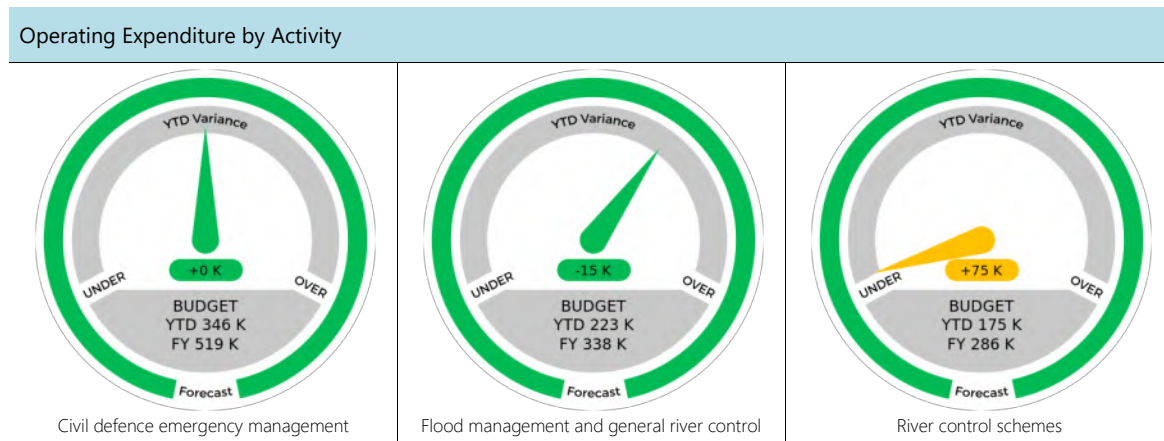 Operating Expenditure by Activity
YTD Variance
+0 K
UNDER
OVER
BUDGET
YTD 346 K
FY 519 K
Forecast
Civil defence emergency management
YTD Variance
-15 K
UNDER
OVER
BUDGET
YTD 223 K
FY 338 K
Forecast
Flood management and general river control
YTD Variance
+75 K
UNDER
OVER
BUDGET
YTD 175 K
FY 286 K
Forecast
River control schemes